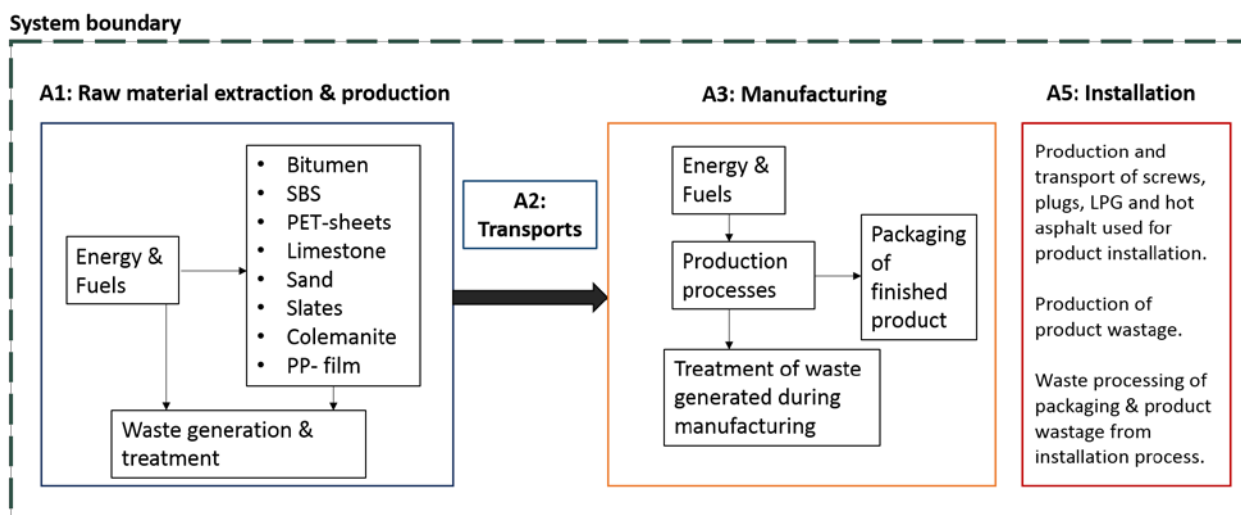 System boundary
A1: Raw material extraction & production
Energy &
Fuels
• Bitumen
• SBS
• PET-sheets
• Limestone
• Sand
• Slates
• Colemanite
• PP- film
Waste generation &
treatment
A2:
Transports
A3: Manufacturing
Energy &
Fuels
Production
processes
Packaging
of
finished
product
Treatment of waste
generated during
manufacturing
A5: Installation
Production and
transport of screws,
plugs, LPG and hot
asphalt used for
product installation.
Production of
product wastage.
Waste processing of
packaging & product
wastage from
installation process.